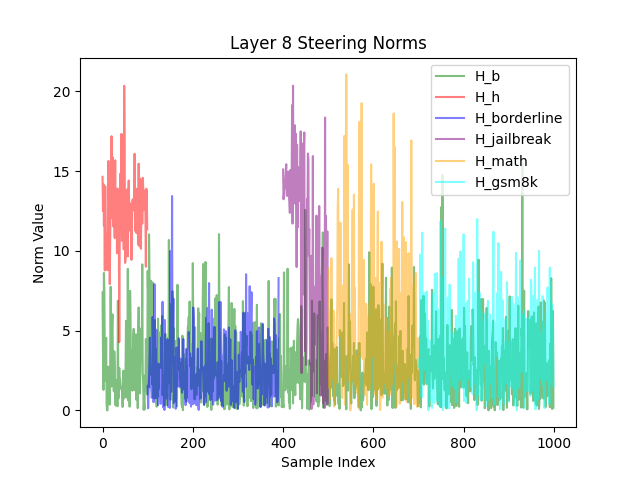 Layer 8 Steering Norms
Norm Value
20
15
10
5
0
0
200
400
600
800
1000
Sample Index
H_b
H_h
H_borderline
H_jailbreak
H_math
H_gsm8k